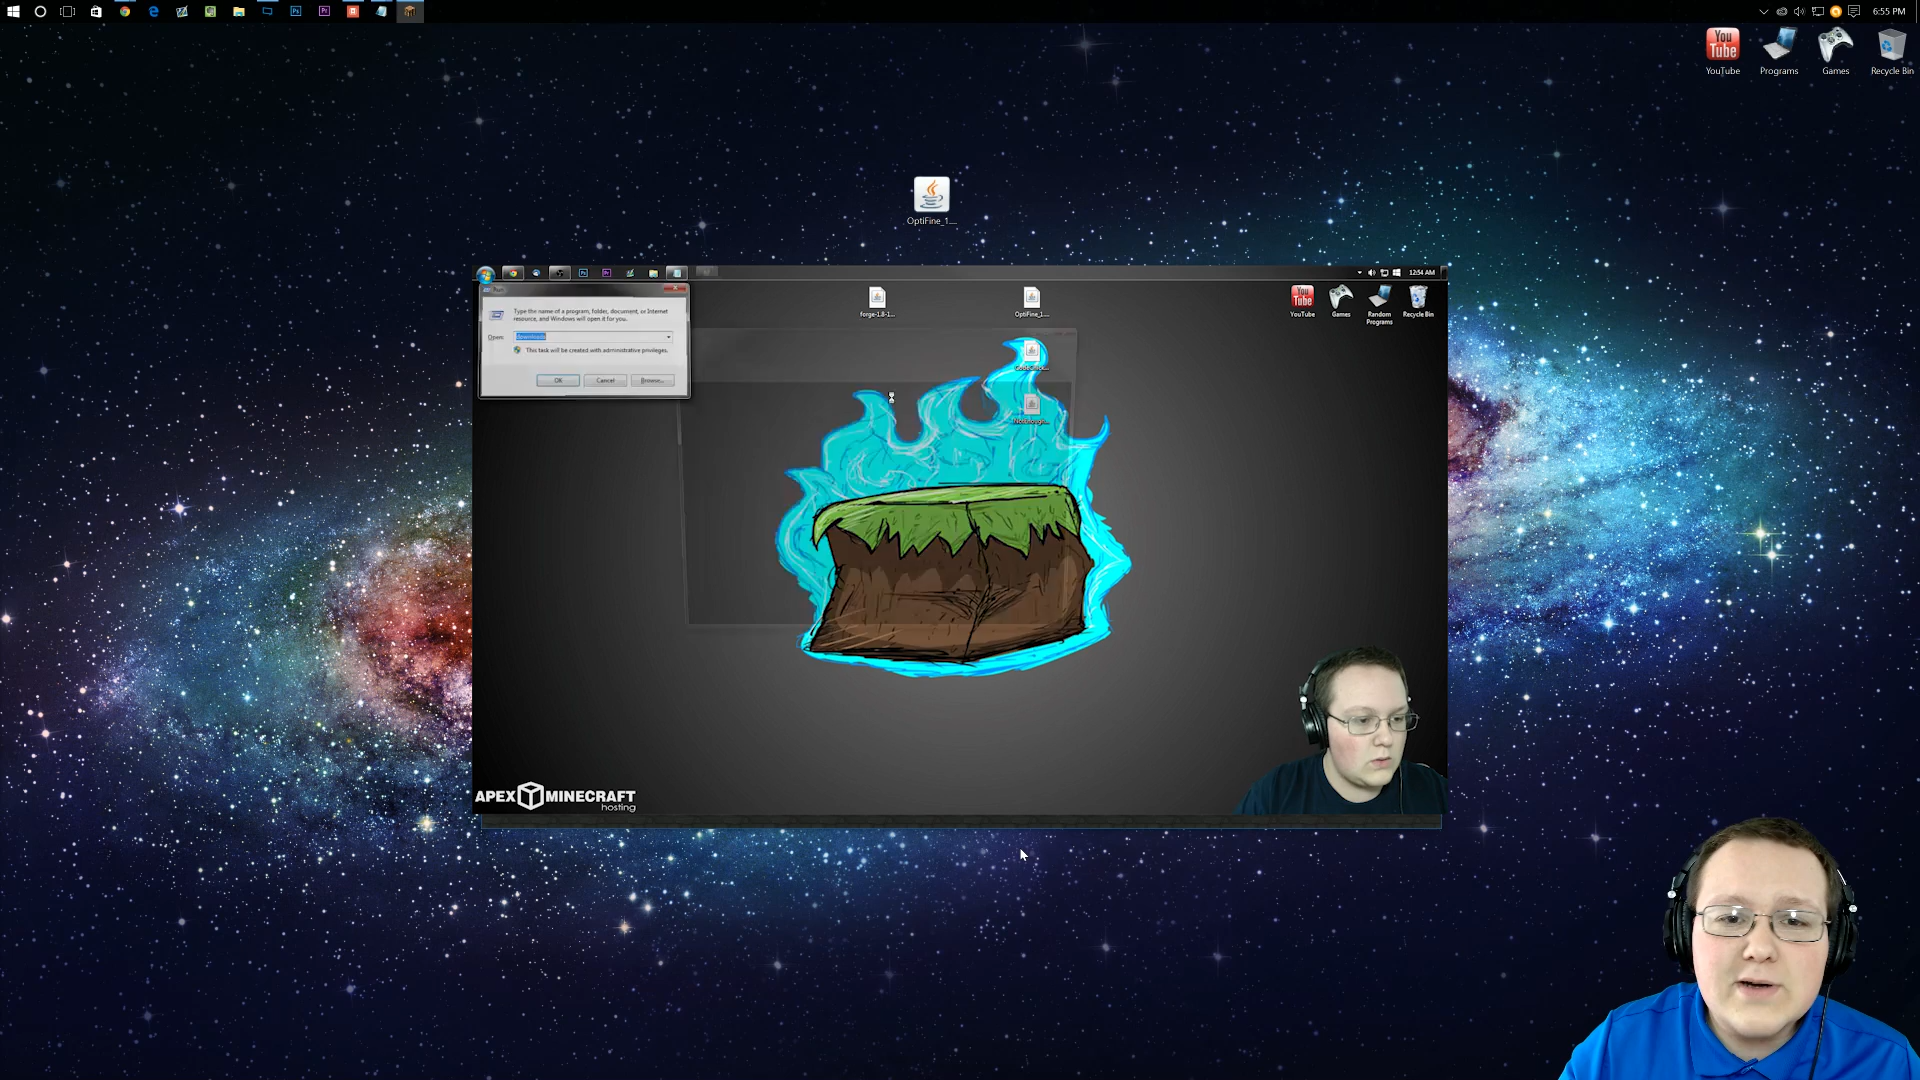 6:55 PM
YouTube
Programs
Games
Recycle Bin
OptiFine_1....
12:54 AM
Type the name of a program, folder, document, or Internet
resource, and Windows will open it for you.
Open:
This task will be created with administrative privileges.
OK
Cancel
Browse...
forge-1.8-1...
OptiFine_1....
YouTube
Games
Random
Programs
Recycle Bin
APEX MINECRAFT
hosting